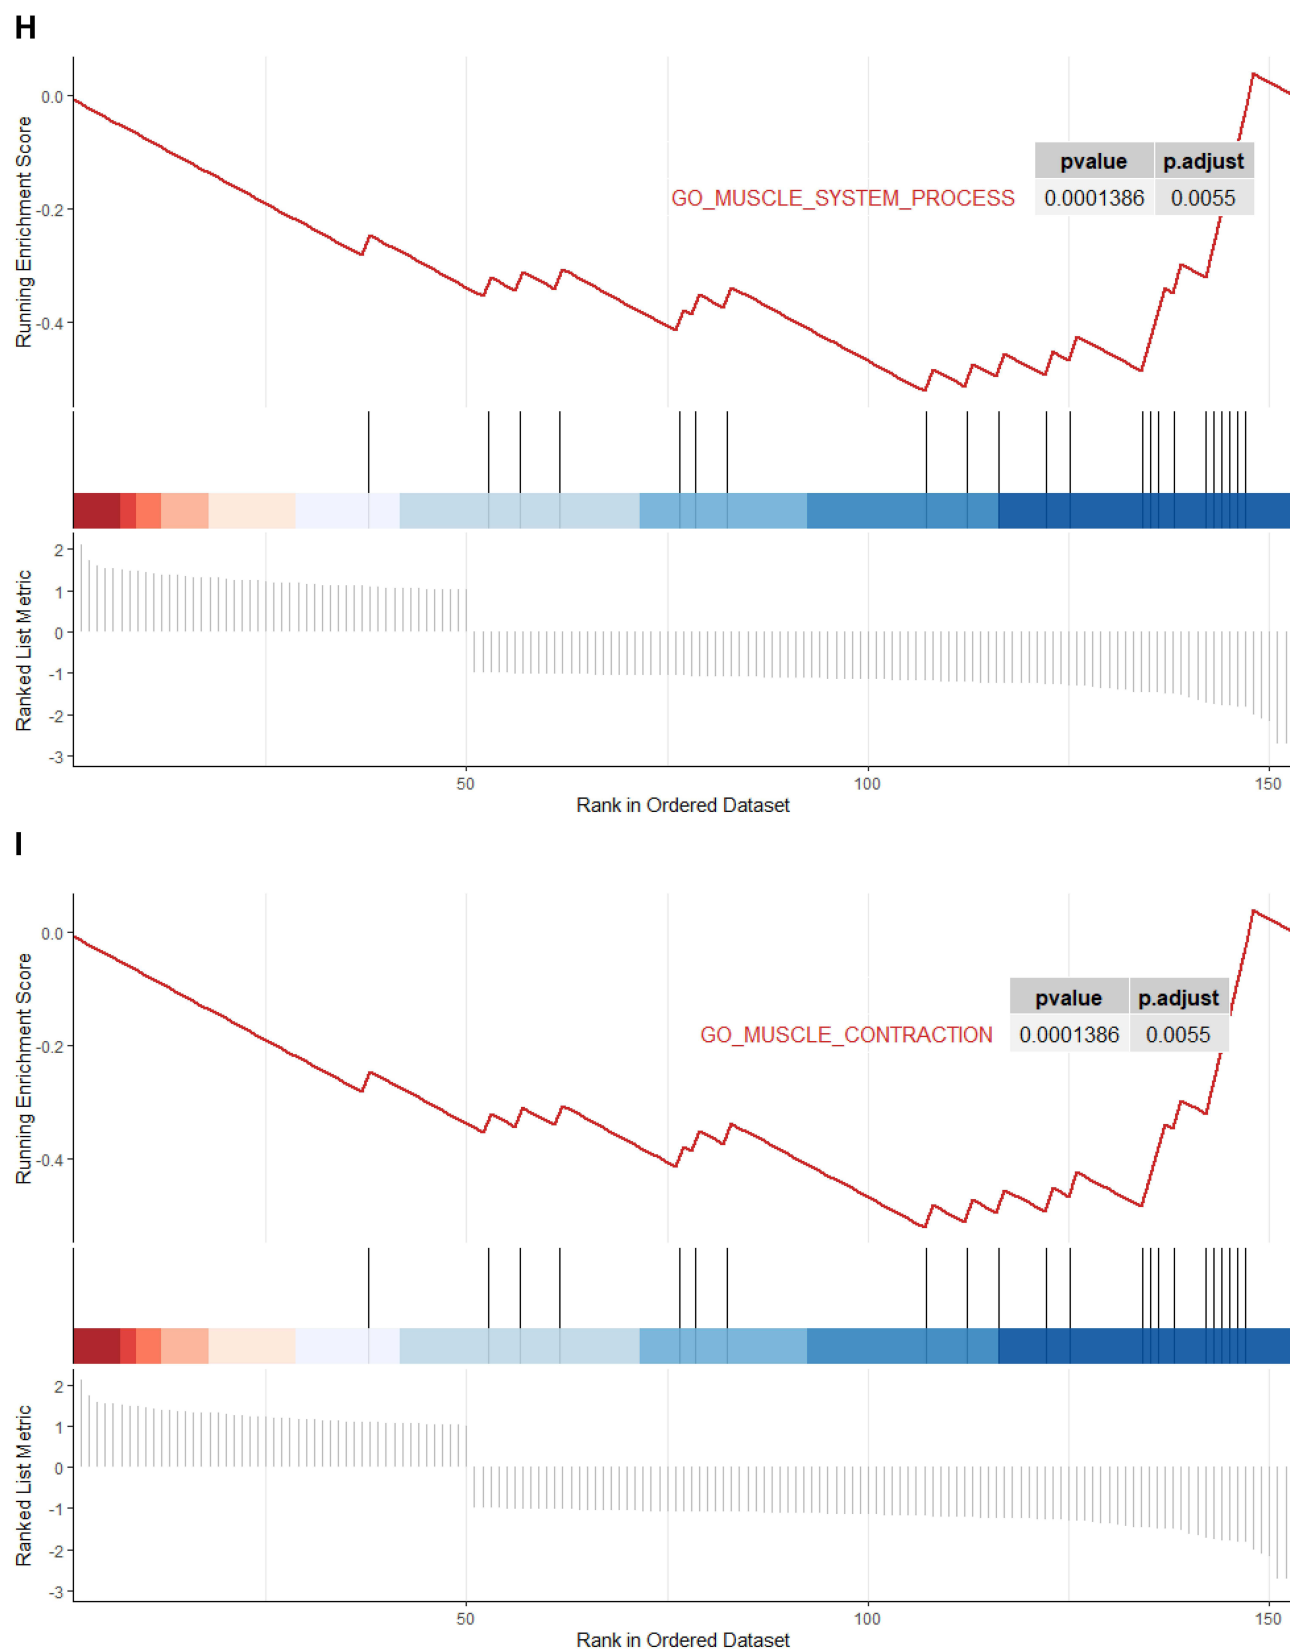 H
Running Enrichment Score
0.0
-0.2
-0.4
GO_MUSCLE_SYSTEM_PROCESS
pvalue p.adjust
0.0001386 0.0055
Ranked List Metric
2
1
0
-1
-2
-3
50 100 150
Rank in Ordered Dataset
I
Running Enrichment Score
0.0
-0.2
-0.4
GO_MUSCLE_CONTRACTION
pvalue p.adjust
0.0001386 0.0055
Ranked List Metric
2
1
0
-1
-2
-3
50 100 150
Rank in Ordered Dataset